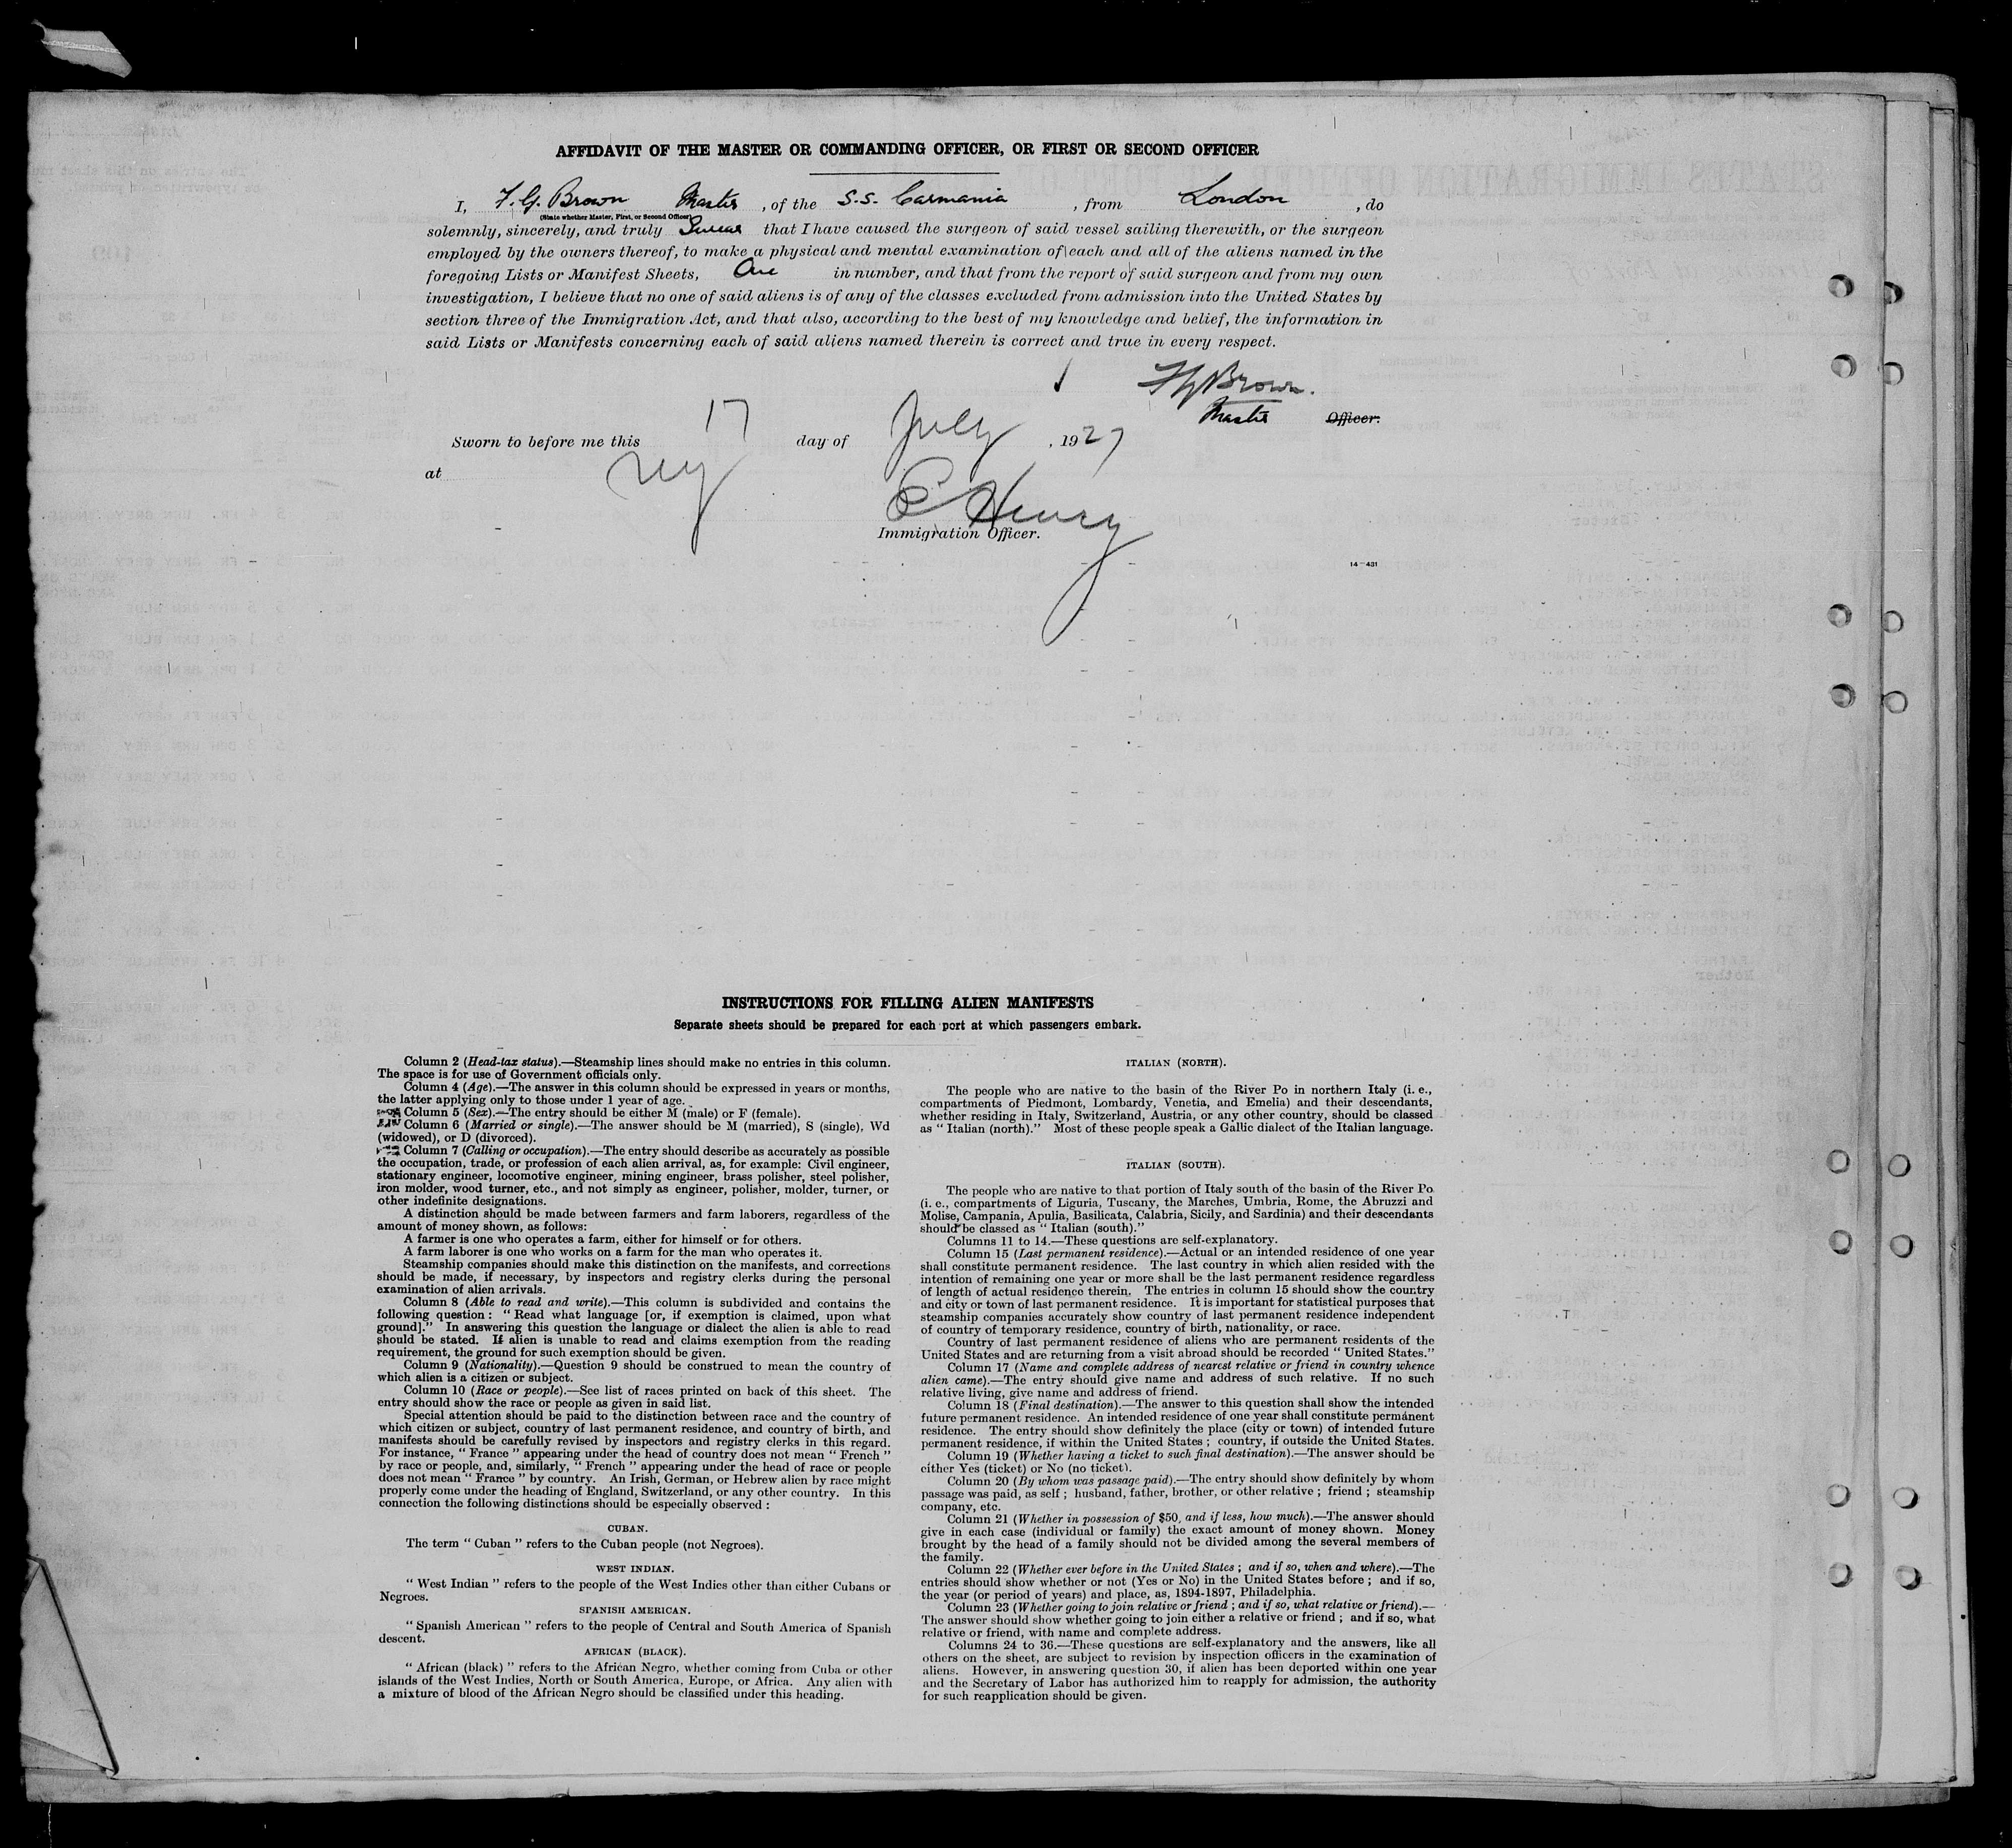 AFFIDAVIT OF THE MASTER OR COMMANDING OFFICER, OR FIRST OR SECOND OFFICER
I, F. G. Brown Master, of the S.S. Carmania, from London, do
(State whether Master, First, or Second Officer)
solemnly, sincerely, and truly Swear that I have caused the surgeon of said vessel sailing therewith, or the surgeon
employed by the owners thereof, to make a physical and mental examination of each and all of the aliens named in the
foregoing Lists or Manifest Sheets, One in number, and that from the report of said surgeon and from my own
investigation, I believe that no one of said aliens is of any of the classes excluded from admission into the United States by
section three of the Immigration Act, and that also, according to the best of my knowledge and belief, the information in
said Lists or Manifests concerning each of said aliens named therein is correct and true in every respect.
F G Brown.
Master Officer.
Sworn to before me this 17 day of July, 1927
at NY
E Henry
Immigration Officer.
14—431
INSTRUCTIONS FOR FILLING ALIEN MANIFESTS
Separate sheets should be prepared for each port at which passengers embark.
Column 2 (Head-tax status).—Steamship lines should make no entries in this column.
The space is for use of Government officials only.
Column 4 (Age).—The answer in this column should be expressed in years or months,
the latter applying only to those under 1 year of age.
Column 5 (Sex).—The entry should be either M (male) or F (female).
Column 6 (Married or single).—The answer should be M (married), S (single), Wd
(widowed), or D (divorced).
Column 7 (Calling or occupation).—The entry should describe as accurately as possible
the occupation, trade, or profession of each alien arrival, as, for example: Civil engineer,
stationary engineer, locomotive engineer, mining engineer, brass polisher, steel polisher,
iron molder, wood turner, etc., and not simply as engineer, polisher, molder, turner, or
other indefinite designations.
A distinction should be made between farmers and farm laborers, regardless of the
amount of money shown, as follows:
A farmer is one who operates a farm, either for himself or for others.
A farm laborer is one who works on a farm for the man who operates it.
Steamship companies should make this distinction on the manifests, and corrections
should be made, if necessary, by inspectors and registry clerks during the personal
examination of alien arrivals.
Column 8 (Able to read and write).—This column is subdivided and contains the
following question: “ Read what language [or, if exemption is claimed, upon what
ground].” In answering this question the language or dialect the alien is able to read
should be stated. If alien is unable to read and claims exemption from the reading
requirement, the ground for such exemption should be given.
Column 9 (Nationality).—Question 9 should be construed to mean the country of
which alien is a citizen or subject.
Column 10 (Race or people).—See list of races printed on back of this sheet. The
entry should show the race or people as given in said list.
Special attention should be paid to the distinction between race and the country of
which citizen or subject, country of last permanent residence, and country of birth, and
manifests should be carefully revised by inspectors and registry clerks in this regard.
For instance, “ France ” appearing under the head of country does not mean “ French ”
by race or people, and, similarly, “ French ” appearing under the head of race or people
does not mean “ France ” by country. An Irish, German, or Hebrew alien by race might
properly come under the heading of England, Switzerland, or any other country. In this
connection the following distinctions should be especially observed :
CUBAN.
The term “ Cuban ” refers to the Cuban people (not Negroes).
WEST INDIAN.
“ West Indian ” refers to the people of the West Indies other than either Cubans or
Negroes.
SPANISH AMERICAN.
“ Spanish American ” refers to the people of Central and South America of Spanish
descent.
AFRICAN (BLACK).
“ African (black) ” refers to the African Negro, whether coming from Cuba or other
islands of the West Indies, North or South America, Europe, or Africa. Any alien with
a mixture of blood of the African Negro should be classified under this heading.
ITALIAN (NORTH).
The people who are native to the basin of the River Po in northern Italy (i. e.,
compartments of Piedmont, Lombardy, Venetia, and Emelia) and their descendants,
whether residing in Italy, Switzerland, Austria, or any other country, should be classed
as “ Italian (north).” Most of these people speak a Gallic dialect of the Italian language.
ITALIAN (SOUTH).
The people who are native to that portion of Italy south of the basin of the River Po
(i. e., compartments of Liguria, Tuscany, the Marches, Umbria, Rome, the Abruzzi and
Molise, Campania, Apulia, Basilicata, Calabria, Sicily, and Sardinia) and their descendants
should be classed as “ Italian (south).”
Columns 11 to 14.—These questions are self-explanatory.
Column 15 (Last permanent residence).—Actual or an intended residence of one year
shall constitute permanent residence. The last country in which alien resided with the
intention of remaining one year or more shall be the last permanent residence regardless
of length of actual residence therein. The entries in column 15 should show the country
and city or town of last permanent residence. It is important for statistical purposes that
steamship companies accurately show country of last permanent residence independent
of country of temporary residence, country of birth, nationality, or race.
Country of last permanent residence of aliens who are permanent residents of the
United States and are returning from a visit abroad should be recorded “ United States.”
Column 17 (Name and complete address of nearest relative or friend in country whence
alien came).—The entry should give name and address of such relative. If no such
relative living, give name and address of friend.
Column 18 (Final destination).—The answer to this question shall show the intended
future permanent residence. An intended residence of one year shall constitute permanent
residence. The entry should show definitely the place (city or town) of intended future
permanent residence, if within the United States ; country, if outside the United States.
Column 19 (Whether having a ticket to such final destination).—The answer should be
either Yes (ticket) or No (no ticket).
Column 20 (By whom was passage paid).—The entry should show definitely by whom
passage was paid, as self ; husband, father, brother, or other relative ; friend ; steamship
company, etc.
Column 21 (Whether in possession of $50, and if less, how much).—The answer should
give in each case (individual or family) the exact amount of money shown. Money
brought by the head of a family should not be divided among the several members of
the family.
Column 22 (Whether ever before in the United States ; and if so, when and where).—The
entries should show whether or not (Yes or No) in the United States before ; and if so,
the year (or period of years) and place, as, 1894-1897, Philadelphia.
Column 23 (Whether going to join relative or friend ; and if so, what relative or friend).—
The answer should show whether going to join either a relative or friend ; and if so, what
relative or friend, with name and complete address.
Columns 24 to 36.—These questions are self-explanatory and the answers, like all
others on the sheet, are subject to revision by inspection officers in the examination of
aliens. However, in answering question 30, if alien has been deported within one year
and the Secretary of Labor has authorized him to reapply for admission, the authority
for such reapplication should be given.